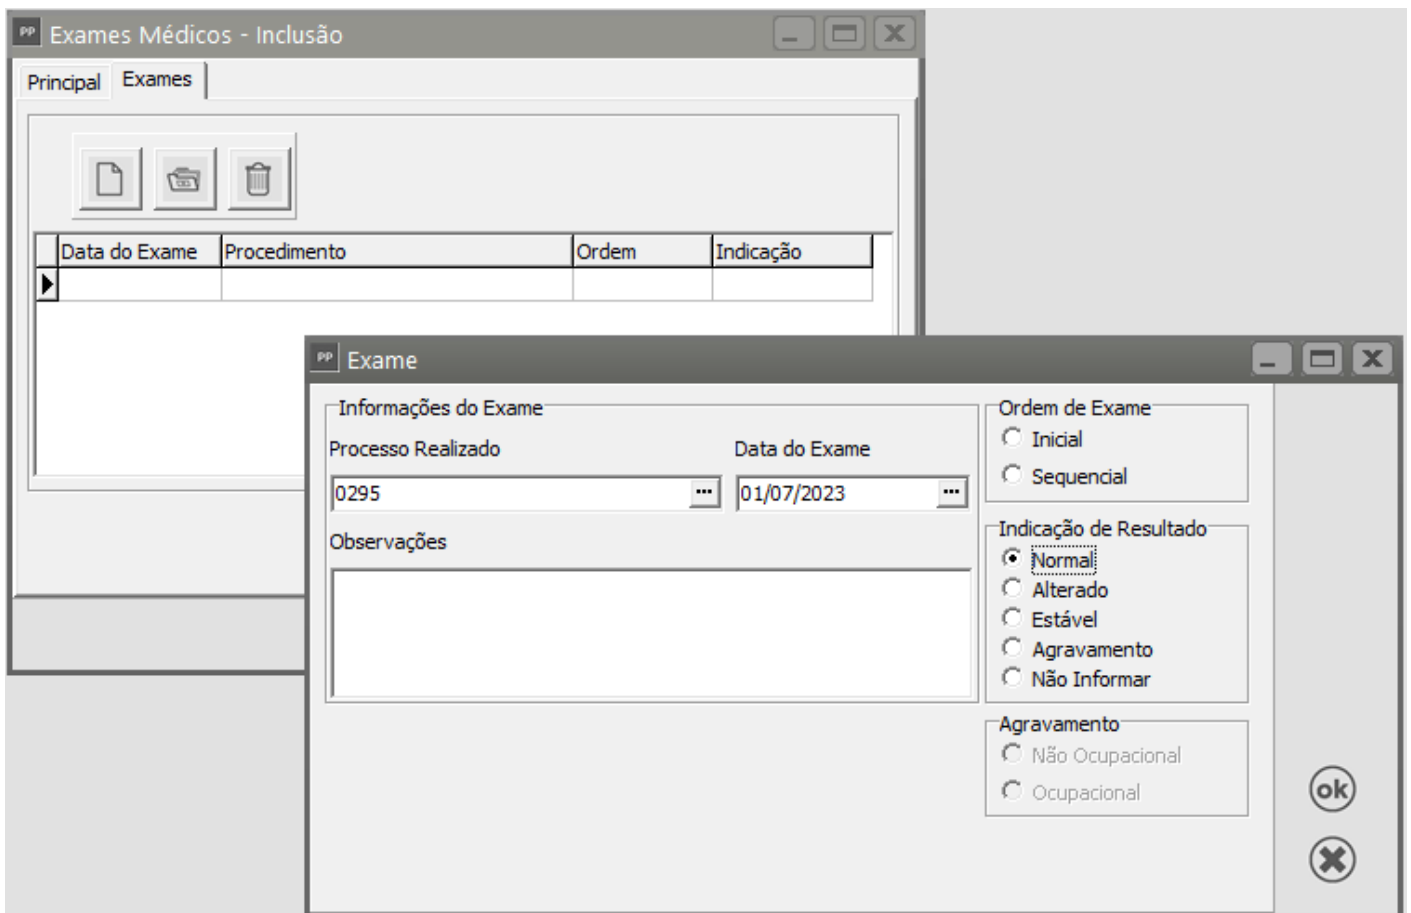 PP Exames Médicos - Inclusão
Principal Exames
Data do Exame Procedimento Ordem Indicação
PP Exame
Informações do Exame
Processo Realizado Data do Exame
0295 ... 01/07/2023 ...
Observações
Ordem de Exame
Inicial
Sequencial
Indicação de Resultado
Normal
Alterado
Estável
Agravamento
Não Informar
Agravamento
Não Ocupacional
Ocupacional
ok